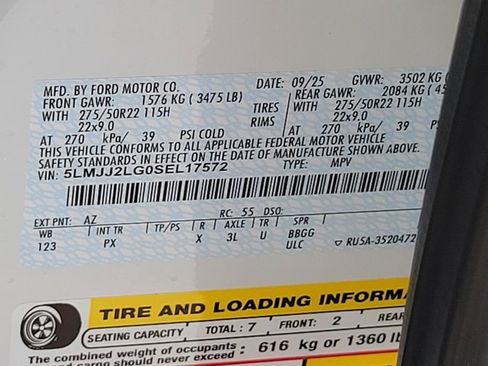 MFD. BY FORD MOTOR CO. DATE: 09/25 GVWR: 3502 KG (
FRONT GAWR: 1576 KG (3475 LB) REAR GAWR: 2084 KG (45
WITH 275/50R22 115H TIRES WITH 275/50R22 115H
22x9.0 RIMS 22x9.0
AT 270 kPa/ 39 PSI COLD AT 270 kPa/ 39
THIS VEHICLE CONFORMS TO ALL APPLICABLE FEDERAL MOTOR VEHICLE
SAFETY STANDARDS IN EFFECT ON THE DATE OF MANUFACTURE
VIN: 5LMJJ2LG0SEL17572 TYPE: MPV
EXT PNT: AZ RC: 55 DSO:
WB INT TR TP/PS R AXLE TR SPR
123 PX X 3L U BBGG
ULC ▽ RU5A-3520472
TIRE AND LOADING INFORMA
SEATING CAPACITY TOTAL : 7 FRONT: 2 REAR
The combined weight of occupants
and cargo should never exceed : 616 kg or 1360 lb